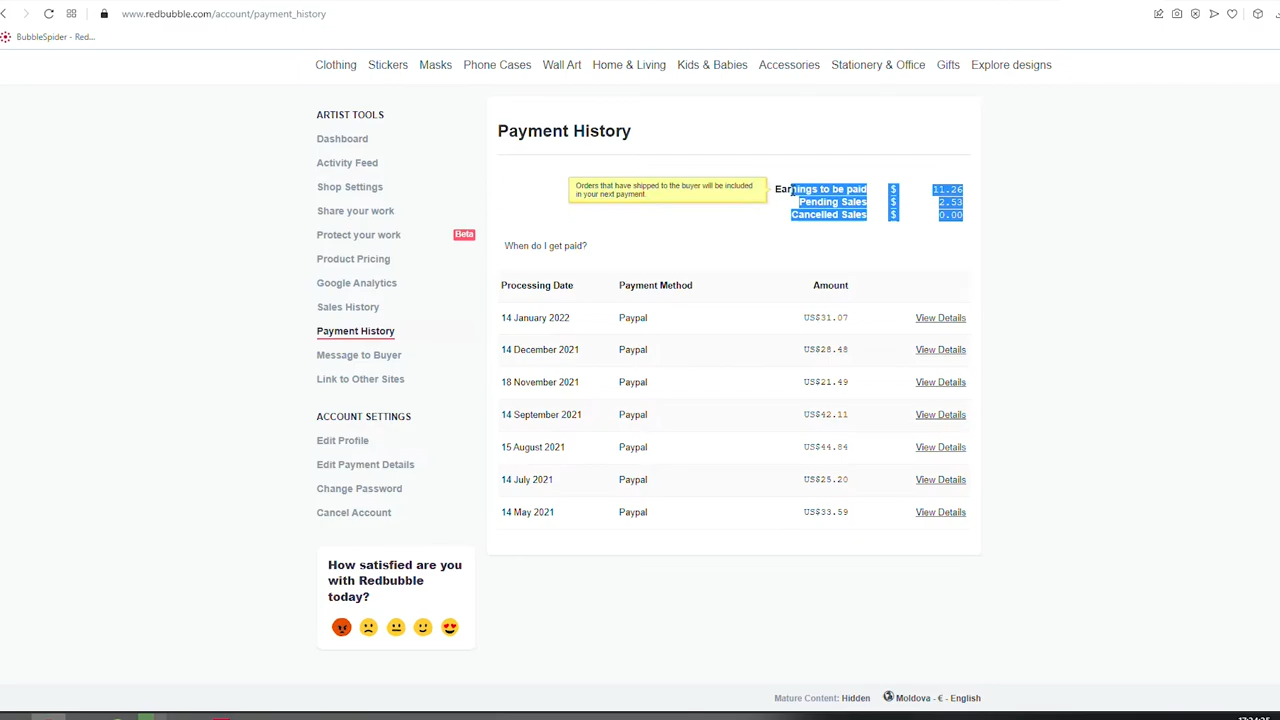 www.redbubble.com/account/payment_history
BubbleSpider - Red...
Clothing Stickers Masks Phone Cases Wall Art Home & Living Kids & Babies Accessories Stationery & Office Gifts Explore designs
ARTIST TOOLS
Dashboard
Activity Feed
Shop Settings
Share your work
Protect your work Beta
Product Pricing
Google Analytics
Sales History
Payment History
Message to Buyer
Link to Other Sites
ACCOUNT SETTINGS
Edit Profile
Edit Payment Details
Change Password
Cancel Account
How satisfied are you
with Redbubble
today?
Payment History
Orders that have shipped to the buyer will be included
in your next payment.
Earnings to be paid $ 11.26
Pending Sales $ 2.53
Cancelled Sales $ 0.00
When do I get paid?
Processing Date Payment Method Amount
14 January 2022 Paypal US$31.07 View Details
14 December 2021 Paypal US$28.48 View Details
18 November 2021 Paypal US$21.49 View Details
14 September 2021 Paypal US$42.11 View Details
15 August 2021 Paypal US$44.84 View Details
14 July 2021 Paypal US$25.20 View Details
14 May 2021 Paypal US$33.59 View Details
Mature Content: Hidden Moldova - € - English